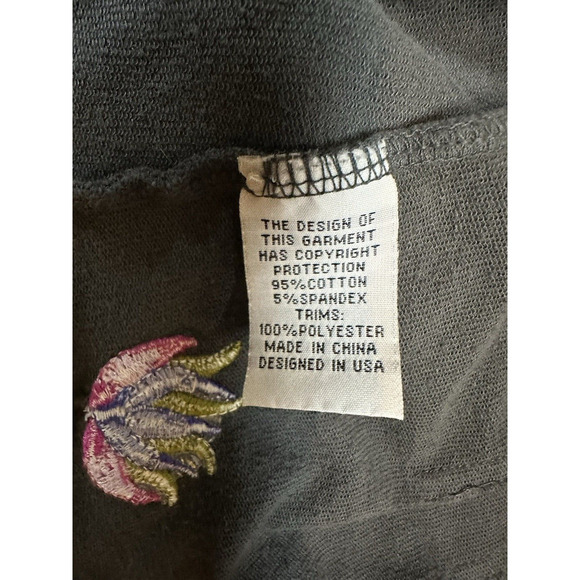 THE DESIGN OF
THIS GARMENT
HAS COPYRIGHT
PROTECTION
95%COTTON
5%SPANDEX
TRIMS:
100%POLYESTER
MADE IN CHINA
DESIGNED IN USA